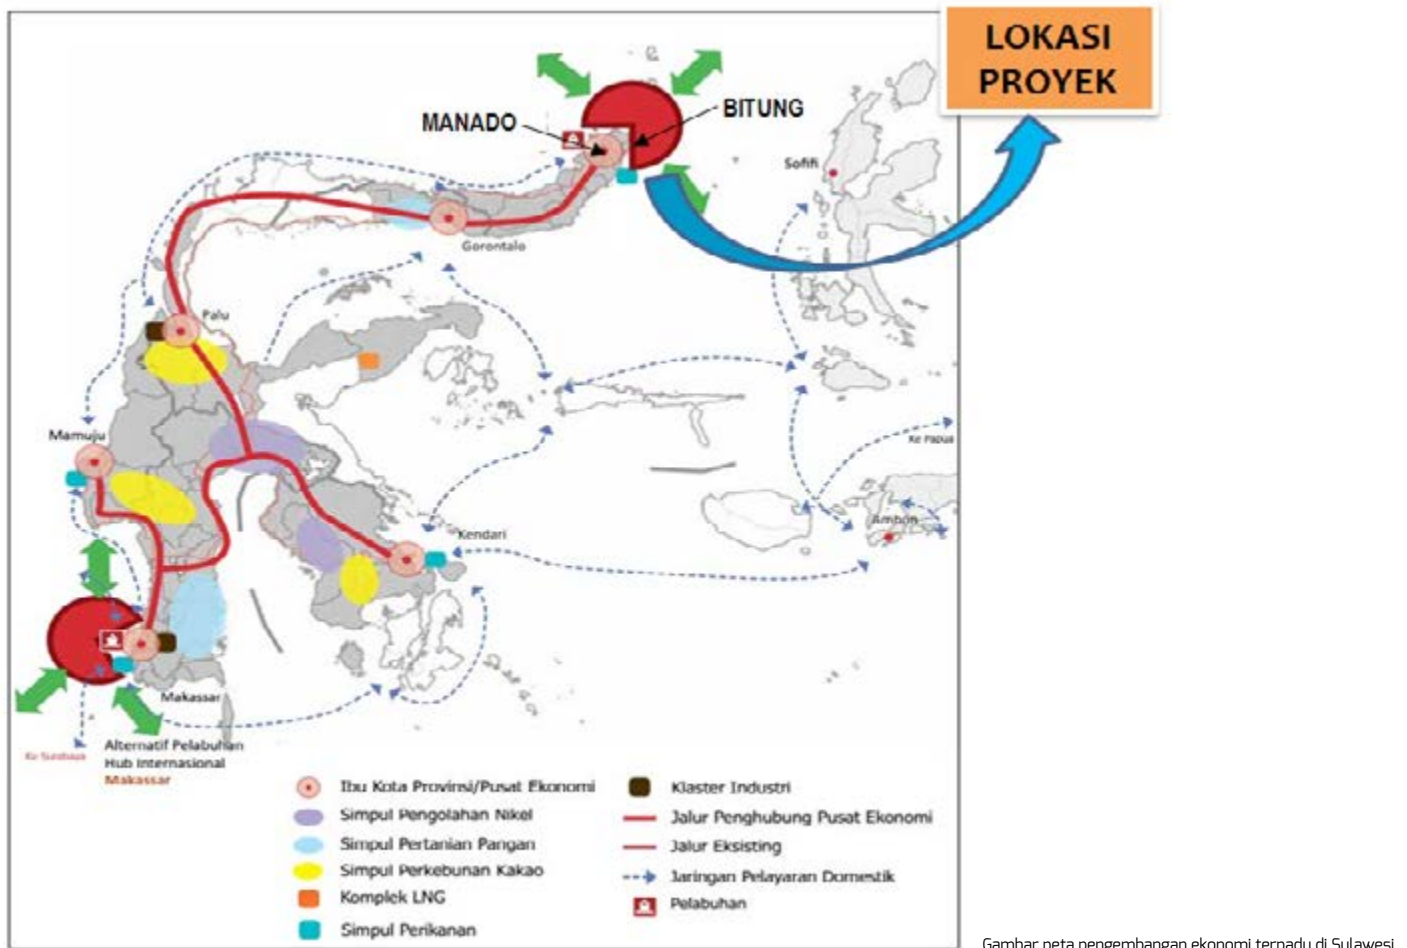 LOKASI
PROYEK
MANADO
BITUNG
Sofifi
Gorontalo
Palu
Mamuju
Ke Papua
Ambon
Kendari
Makassar
Ke Surabaya
Alternatif Pelabuhan
Hub Internasional
Makassar
Ibu Kota Provinsi/Pusat Ekonomi
Simpul Pengolahan Nikel
Simpul Pertanian Pangan
Simpul Perkebunan Kakao
Komplek LNG
Simpul Perikanan
Klaster Industri
Jalur Penghubung Pusat Ekonomi
Jalur Eksisting
Jaringan Pelayaran Domestik
Pelabuhan
Gambar peta pengembangan ekonomi terpadu di Sulawesi